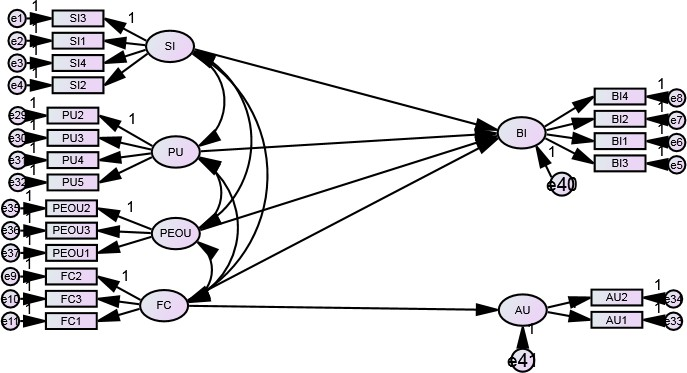 e1 1 SI3 1
e2 1 SI1
e3 1 SI4
e4 1 SI2
SI
e29 1 PU2 1
e30 1 PU3
e31 1 PU4
e32 1 PU5
PU
e35 1 PEOU2 1
e36 1 PEOU3
e37 1 PEOU1
PEOU
e9 1 FC2 1
e10 1 FC3
e11 1 FC1
FC
BI
BI4 1 e8
BI2 1 e7
BI1 1 e6
BI3 1 e5
1
e40
AU
AU2 1 e34
AU1 1 e33
1
e41